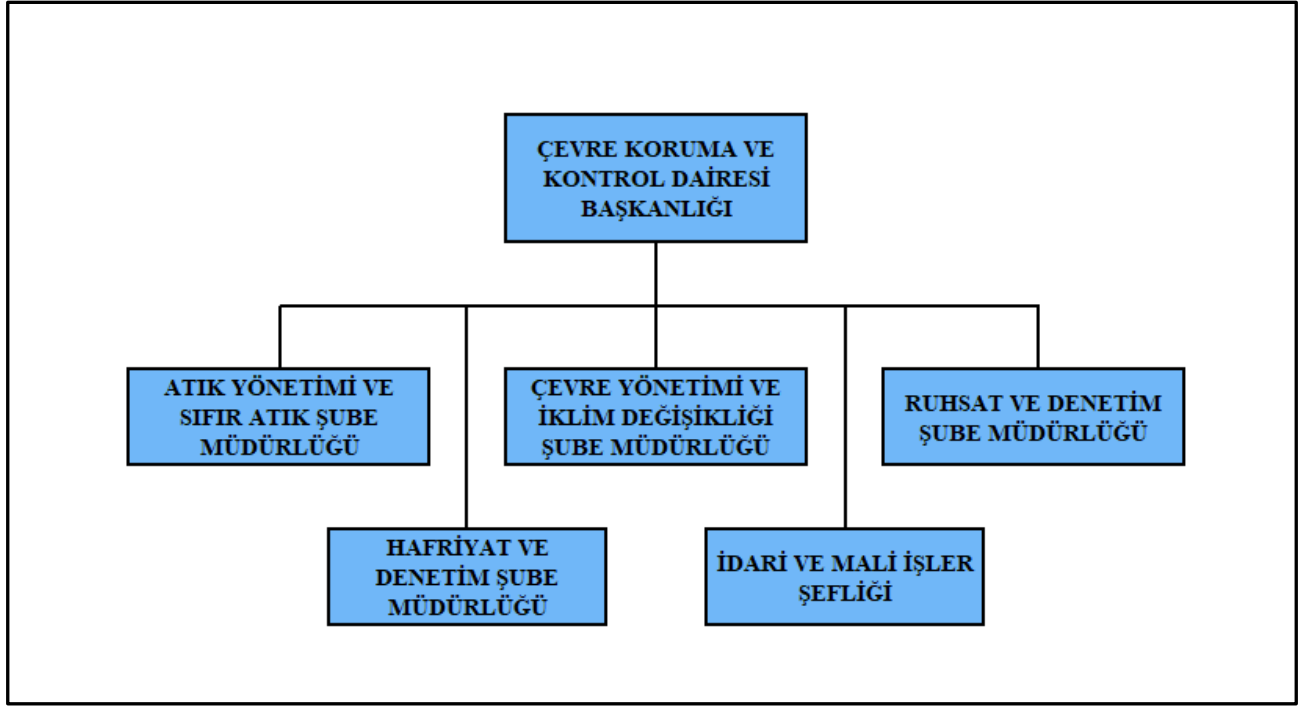 ÇEVRE KORUMA VE
KONTROL DAİRESİ
BAŞKANLIĞI
ATIK YÖNETİMİ VE
SIFIR ATIK ŞUBE
MÜDÜRLÜĞÜ
ÇEVRE YÖNETİMİ VE
İKLİM DEĞİŞİKLİĞİ
ŞUBE MÜDÜRLÜĞÜ
RUHSAT VE DENETİM
ŞUBE MÜDÜRLÜĞÜ
HAFRİYAT VE
DENETİM ŞUBE
MÜDÜRLÜĞÜ
İDARİ VE MALİ İŞLER
ŞEFLİĞİ